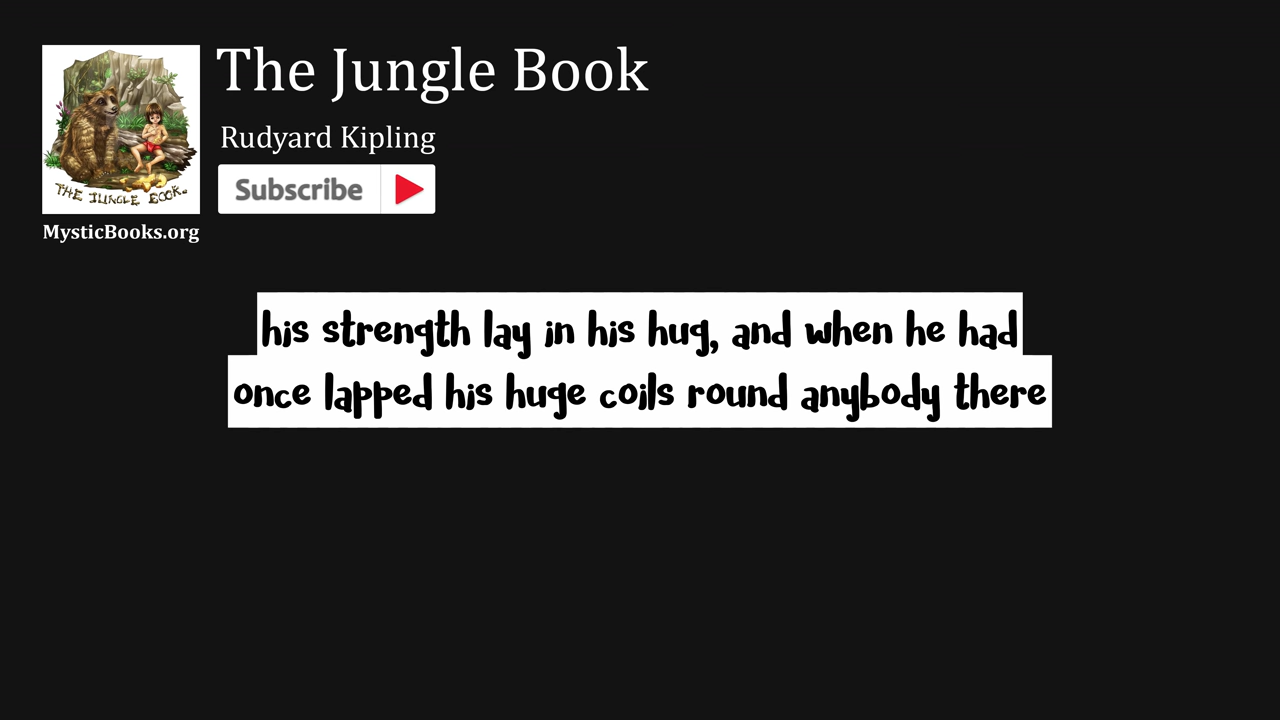 The Jungle Book
Rudyard Kipling
Subscribe
THE JUNGLE BOOK.
MysticBooks.org
his strength lay in his hug, and when he had
once lapped his huge coils round anybody there